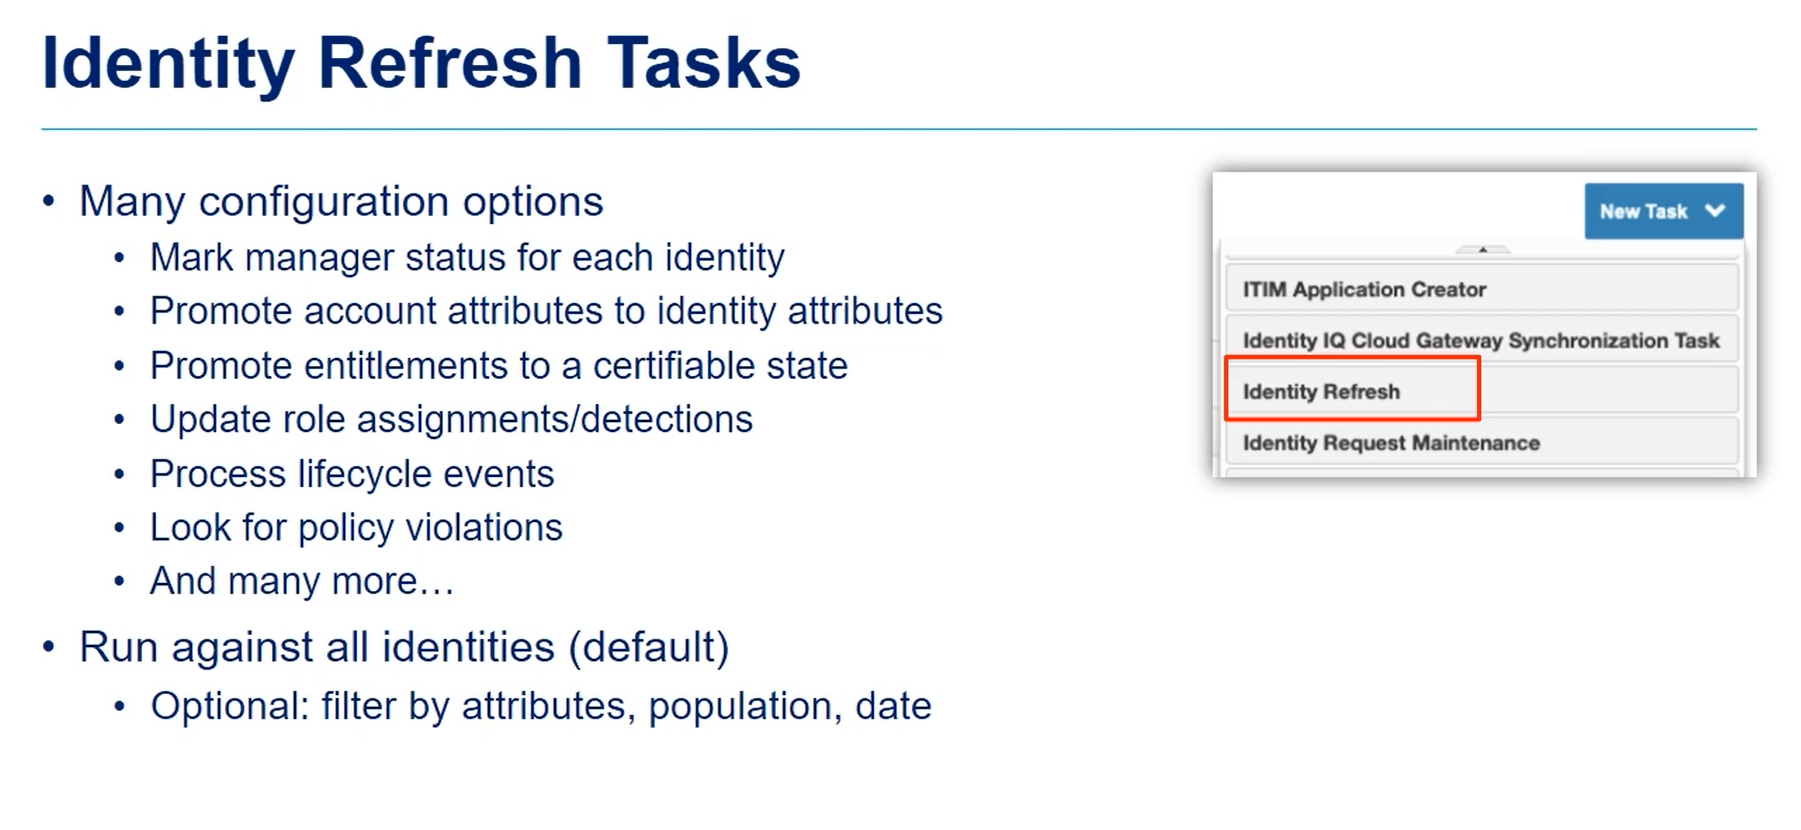 Identity Refresh Tasks
• Many configuration options
• Mark manager status for each identity
• Promote account attributes to identity attributes
• Promote entitlements to a certifiable state
• Update role assignments/detections
• Process lifecycle events
• Look for policy violations
• And many more…
• Run against all identities (default)
• Optional: filter by attributes, population, date
New Task
ITIM Application Creator
Identity IQ Cloud Gateway Synchronization Task
Identity Refresh
Identity Request Maintenance